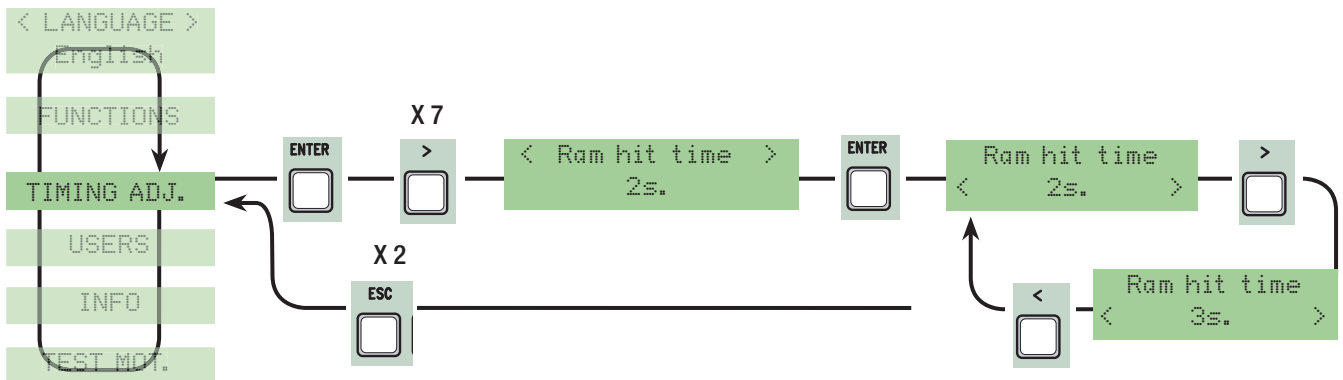 < LANGUAGE >
English
FUNCTIONS
TIMING ADJ.
USERS
INFO
TEST MOT.
ENTER
X 7
>
< Ram hit time >
2s.
ENTER
Ram hit time
< 2s. >
>
Ram hit time
< 3s. >
<
X 2
ESC